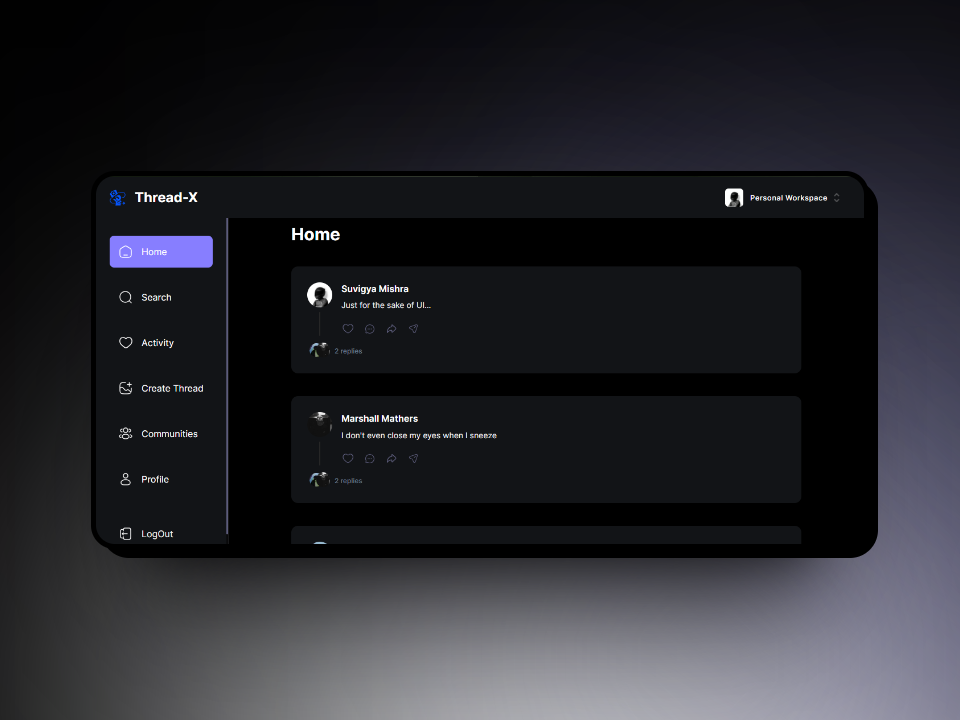 Thread-X
Personal Workspace
Home
Search
Activity
Create Thread
Communities
Profile
LogOut
Home
Suvigya Mishra
Just for the sake of UI...
2 replies
Marshall Mathers
I don't even close my eyes when I sneeze
2 replies